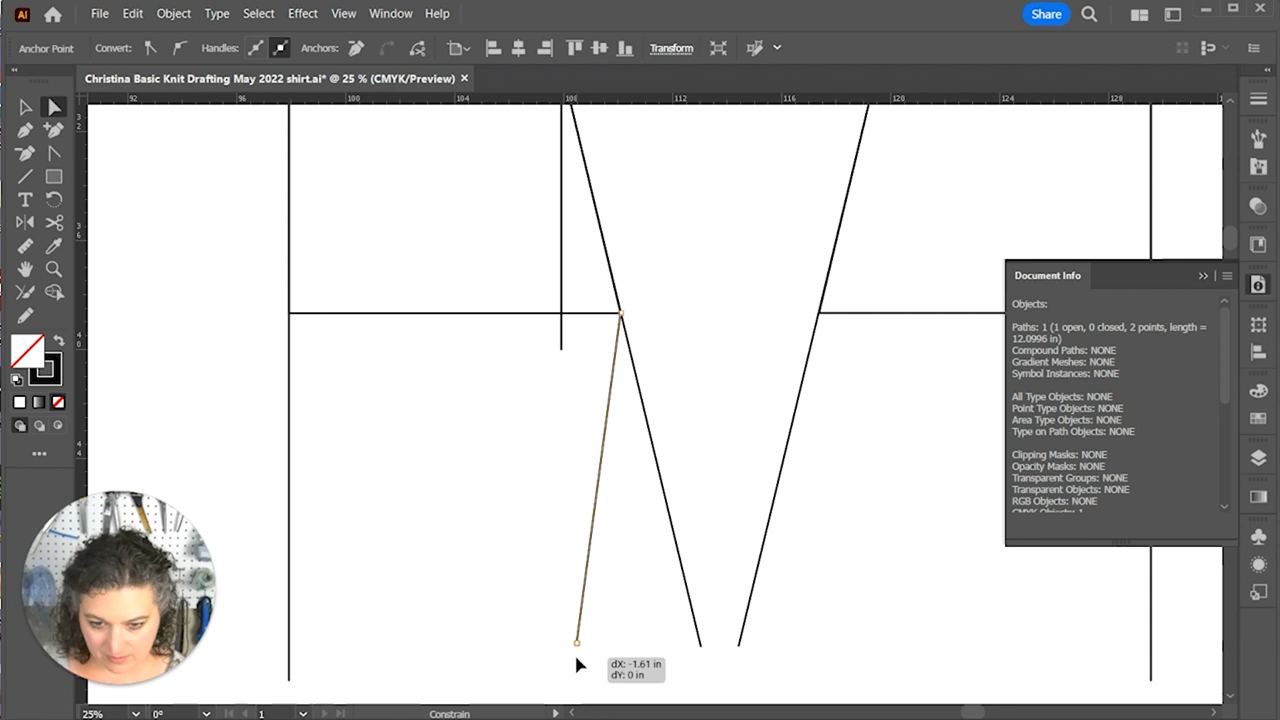 Ai File Edit Object Type Select Effect View Window Help Share
Anchor Point Convert: Handles: Anchors: Transform
Christina Basic Knit Drafting May 2022 shirt.ai* @ 25 % (CMYK/Preview) ×
92 96 100 104 108 112 116 120 124 128
Document Info
Objects:
Paths: 1 (1 open, 0 closed, 2 points, length =
12.0996 in)
Compound Paths: NONE
Gradient Meshes: NONE
Symbol Instances: NONE
All Type Objects: NONE
Point Type Objects: NONE
Area Type Objects: NONE
Type on Path Objects: NONE
Clipping Masks: NONE
Opacity Masks: NONE
Transparent Groups: NONE
Transparent Objects: NONE
RGB Objects: NONE
dX: -1.61 in
dY: 0 in
25% 0° 1 Constrain